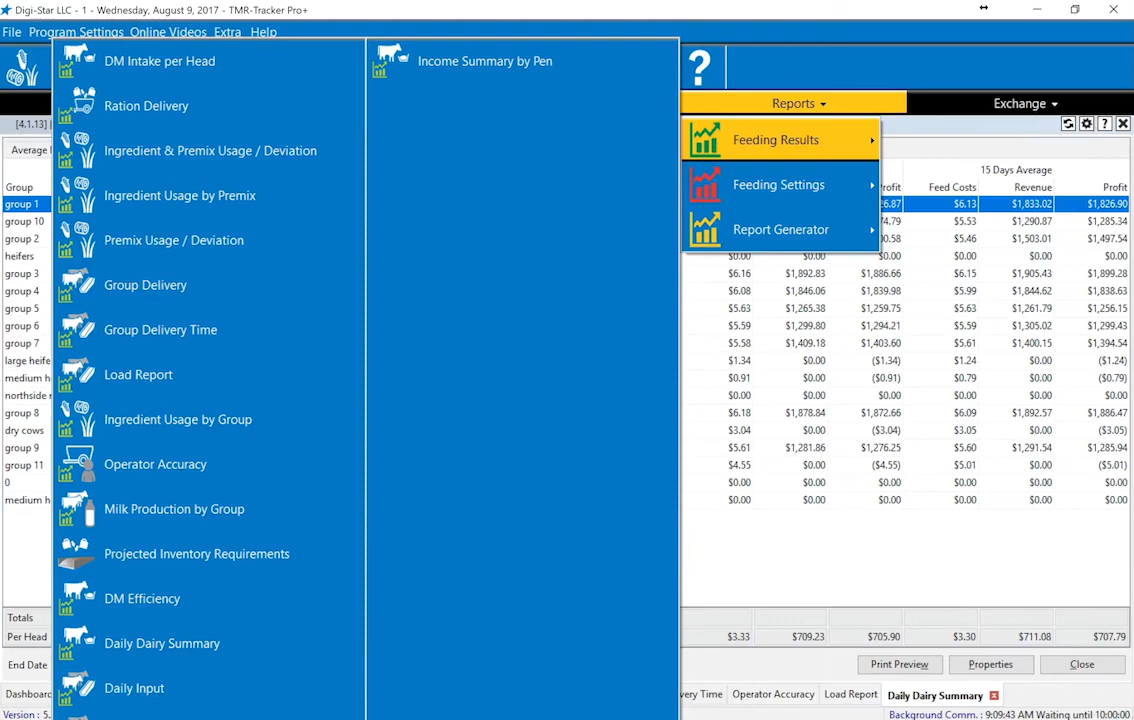 Digi-Star LLC - 1 - Wednesday, August 9, 2017 - TMR-Tracker Pro+
File Program Settings Online Videos Extra Help
DM Intake per Head
Ration Delivery
Ingredient & Premix Usage / Deviation
Ingredient Usage by Premix
Premix Usage / Deviation
Group Delivery
Group Delivery Time
Load Report
Ingredient Usage by Group
Operator Accuracy
Milk Production by Group
Projected Inventory Requirements
DM Efficiency
Daily Dairy Summary
Daily Input
Income Summary by Pen
?
Reports
Exchange
Feeding Results
Feeding Settings
Report Generator
[4.1.13]
Average
15 Days Average
Group rofit Feed Costs Revenue Profit
group 1 6.87 $6.13 $1,833.02 $1,826.90
group 10 4.79 $5.53 $1,290.87 $1,285.34
group 2 0.58 $5.46 $1,503.01 $1,497.54
heifers $0.00 $0.00 $0.00 $0.00 $0.00 $0.00
group 3 $6.16 $1,892.83 $1,886.66 $6.15 $1,905.43 $1,899.28
group 4 $6.08 $1,846.06 $1,839.98 $5.99 $1,844.62 $1,838.63
group 5 $5.63 $1,265.38 $1,259.75 $5.63 $1,261.79 $1,256.15
group 6 $5.59 $1,299.80 $1,294.21 $5.59 $1,305.02 $1,299.43
group 7 $5.58 $1,409.18 $1,403.60 $5.61 $1,400.15 $1,394.54
large heife $1.34 $0.00 ($1.34) $1.24 $0.00 ($1.24)
medium h $0.91 $0.00 ($0.91) $0.79 $0.00 ($0.79)
northside $0.00 $0.00 $0.00 $0.00 $0.00 $0.00
group 8 $6.18 $1,878.84 $1,872.66 $6.09 $1,892.57 $1,886.47
dry cows $3.04 $0.00 ($3.04) $3.05 $0.00 ($3.05)
group 9 $5.61 $1,281.86 $1,276.25 $5.60 $1,291.54 $1,285.94
group 11 $4.55 $0.00 ($4.55) $5.01 $0.00 ($5.01)
0 $0.00 $0.00 $0.00 $0.00 $0.00 $0.00
medium h $0.00 $0.00 $0.00 $0.00 $0.00 $0.00
Totals
Per Head $3.33 $709.23 $705.90 $3.30 $711.08 $707.79
End Date Print Preview Properties Close
Dashboard very Time Operator Accuracy Load Report Daily Dairy Summary
Version : 5. Background Comm. : 9:09:43 AM Waiting until 10:00:00